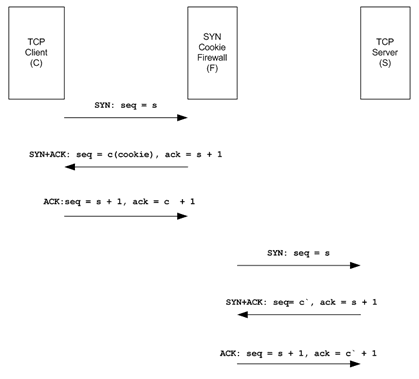 TCP
Client
(C)
SYN
Cookie
Firewall
(F)
TCP
Server
(S)
SYN: seq = s
SYN+ACK: seq = c(cookie), ack = s + 1
ACK:seq = s + 1, ack = c + 1
SYN: seq = s
SYN+ACK: seq= c`, ack = s + 1
ACK: seq = s + 1, ack = c` + 1